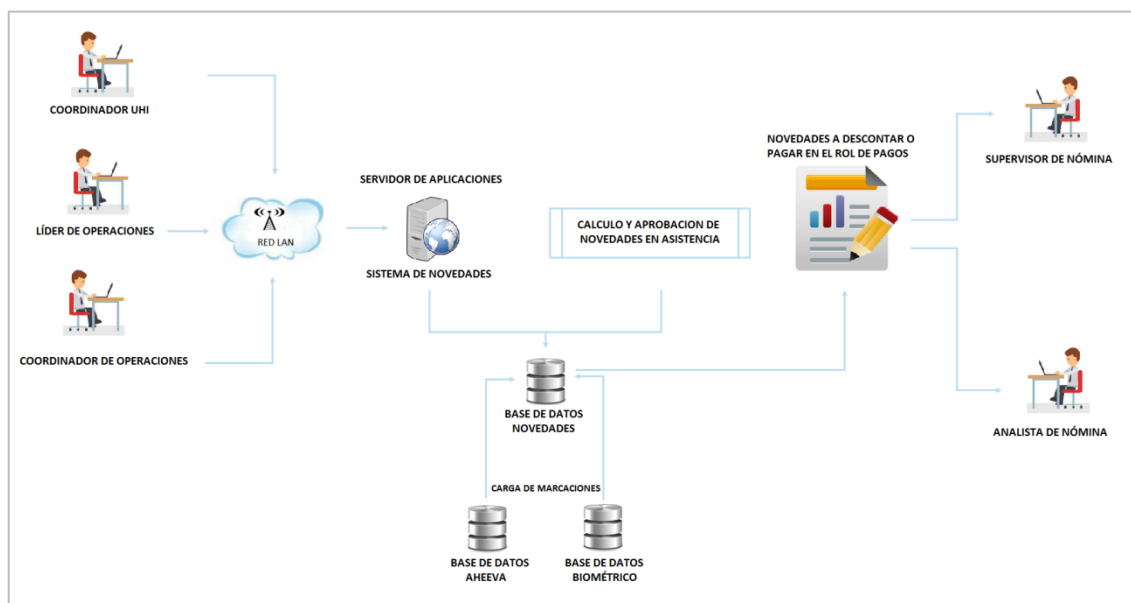 COORDINADOR UHI
LÍDER DE OPERACIONES
COORDINADOR DE OPERACIONES
RED LAN
SERVIDOR DE APLICACIONES
SISTEMA DE NOVEDADES
CALCULO Y APROBACION DE
NOVEDADES EN ASISTENCIA
NOVEDADES A DESCONTAR O
PAGAR EN EL ROL DE PAGOS
SUPERVISOR DE NÓMINA
ANALISTA DE NÓMINA
BASE DE DATOS
NOVEDADES
CARGA DE MARCACIONES
BASE DE DATOS
AHEEVA
BASE DE DATOS
BIOMÉTRICO